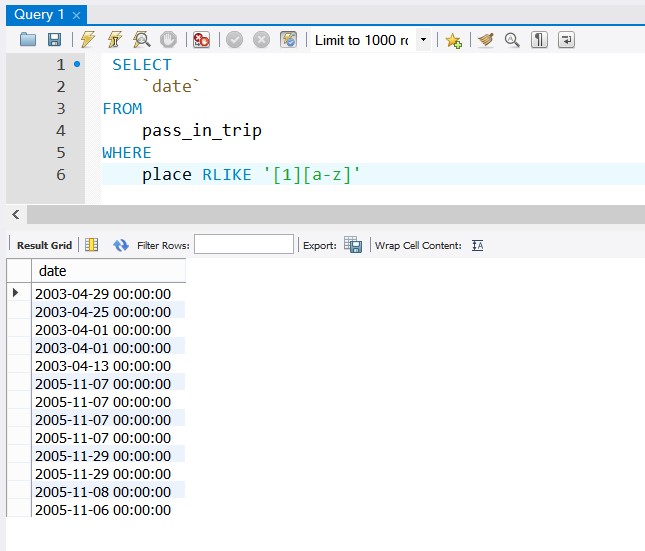 Query 1 ×
Limit to 1000 rc
1 SELECT
2 `date`
3 FROM
4 pass_in_trip
5 WHERE
6 place RLIKE '[1][a-z]'
Result Grid Filter Rows: Export: Wrap Cell Content:
date
2003-04-29 00:00:00
2003-04-25 00:00:00
2003-04-01 00:00:00
2003-04-01 00:00:00
2003-04-13 00:00:00
2005-11-07 00:00:00
2005-11-07 00:00:00
2005-11-07 00:00:00
2005-11-07 00:00:00
2005-11-29 00:00:00
2005-11-29 00:00:00
2005-11-08 00:00:00
2005-11-06 00:00:00